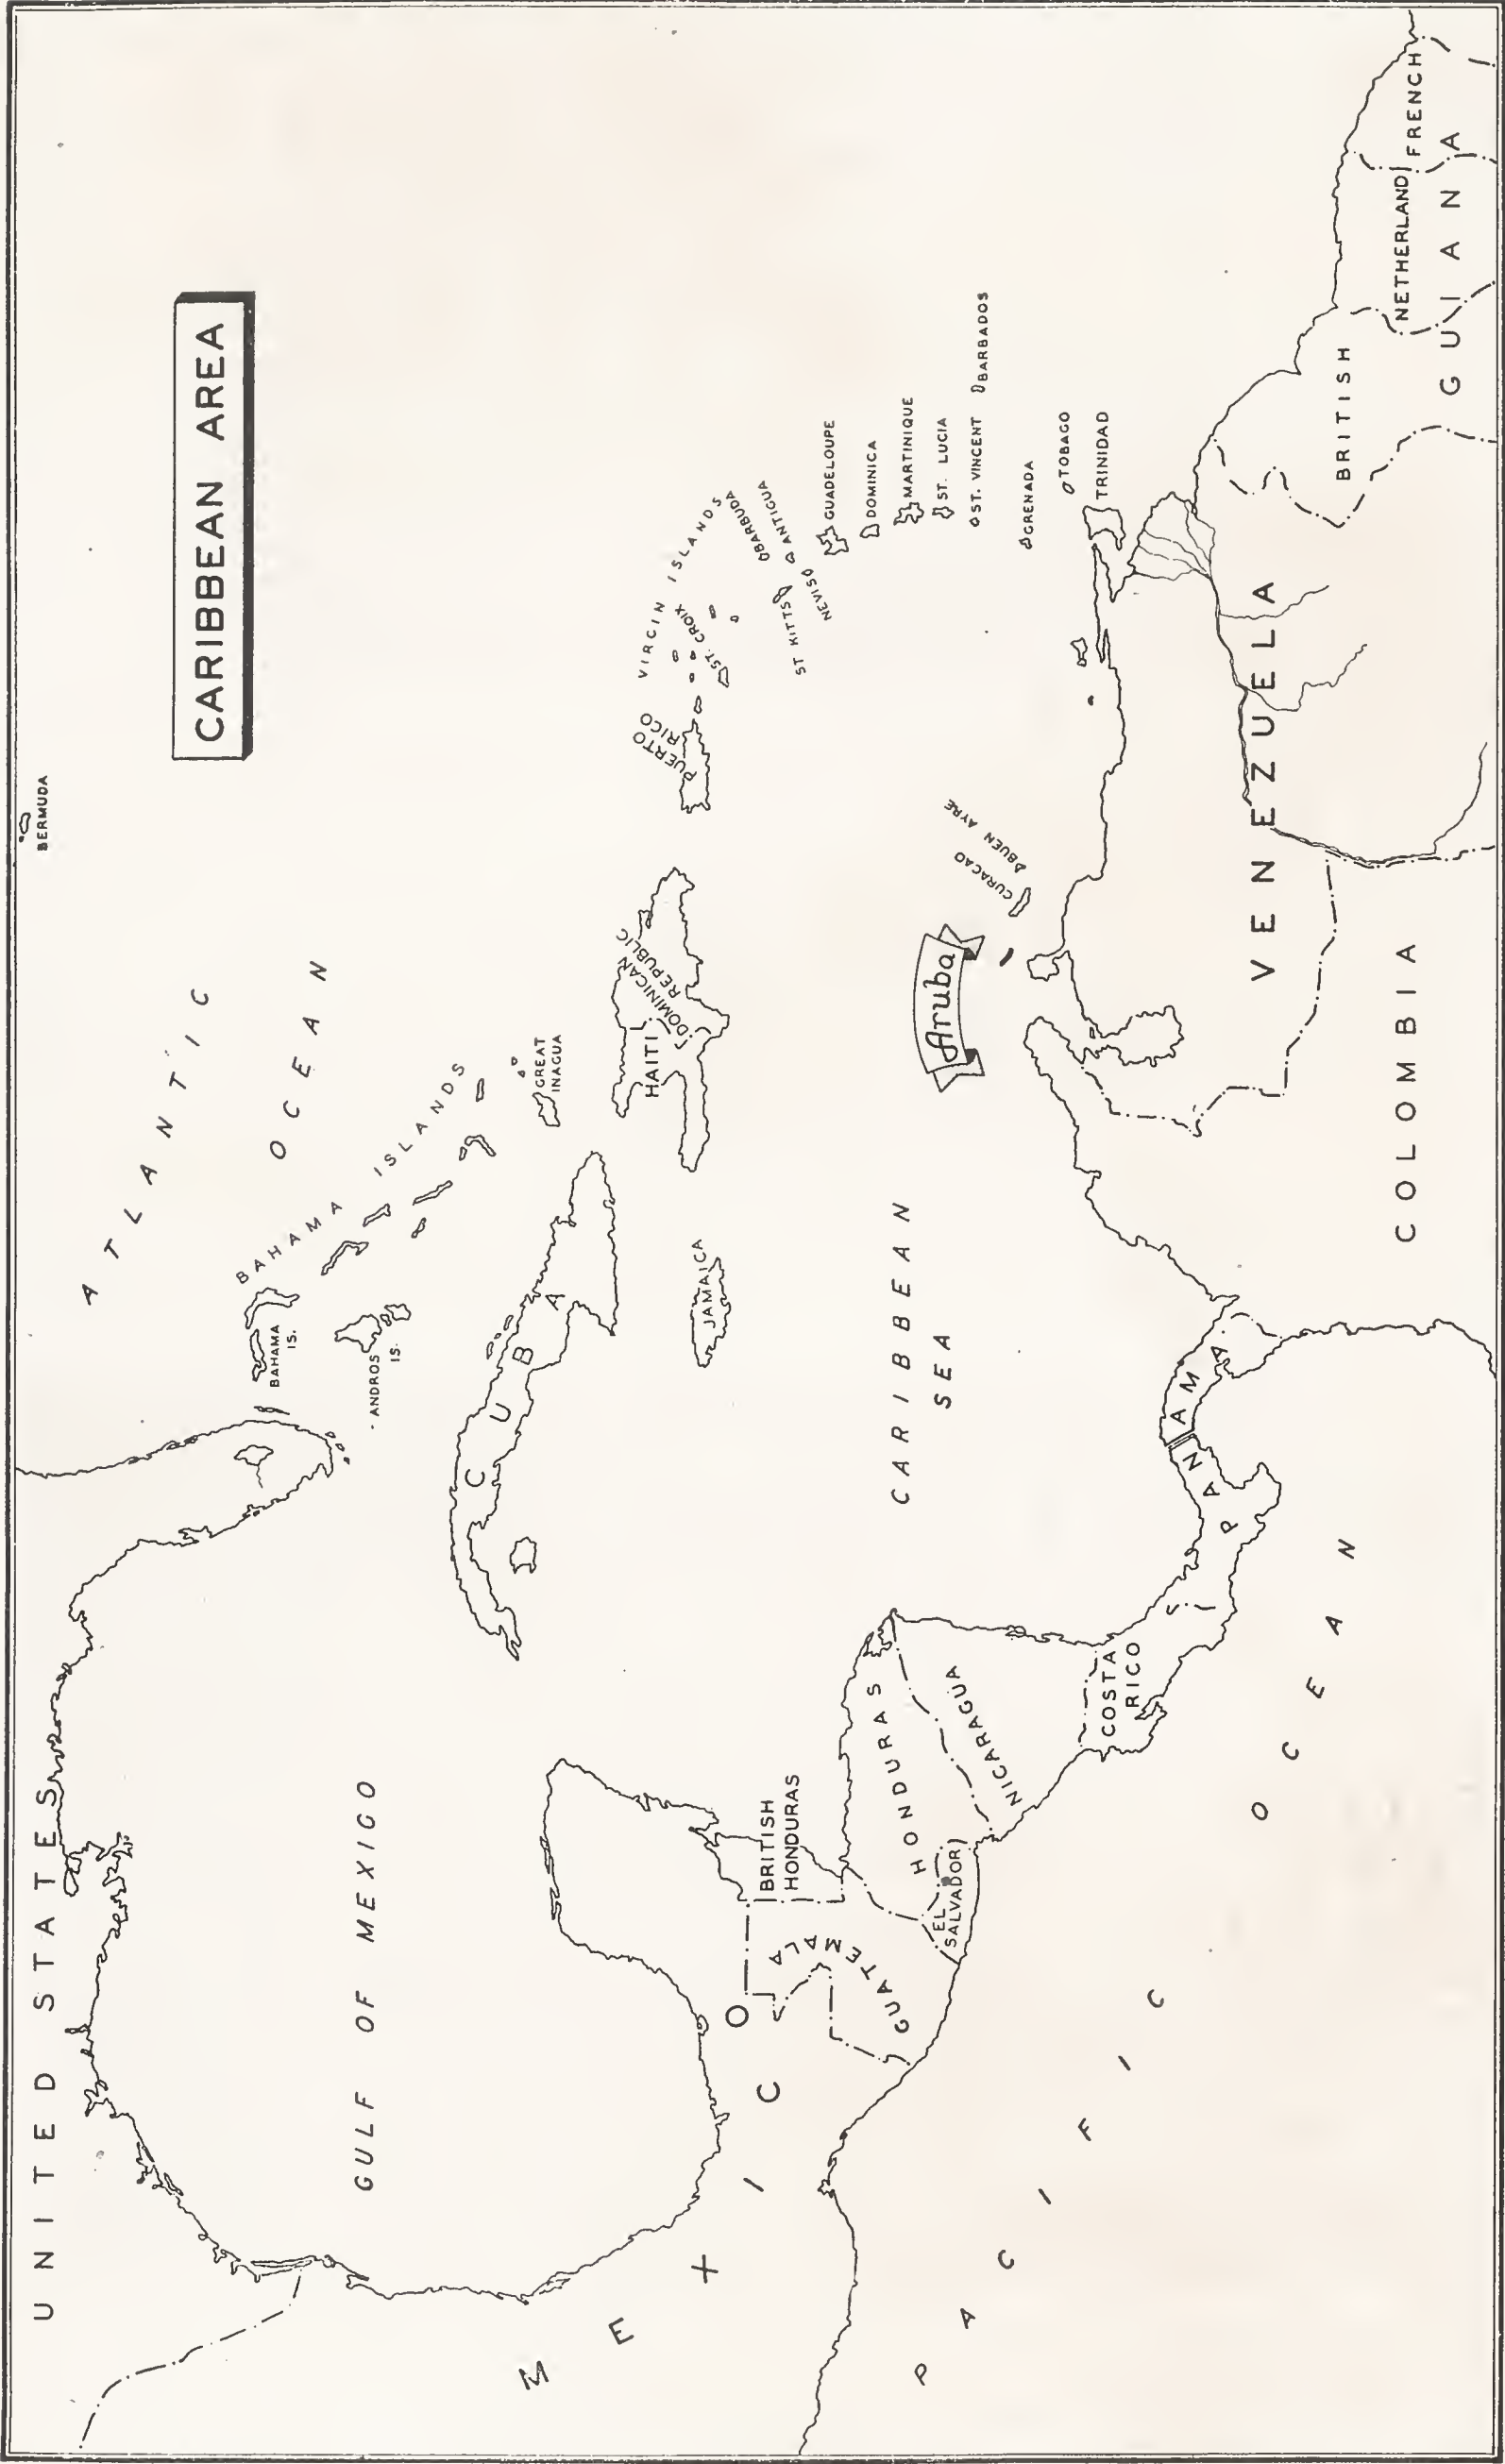 CARIBBEAN AREA
BERMUDA
UNITED STATES
ATLANTIC
OCEAN
BAHAMA ISLANDS
BAHAMA
IS.
ANDROS
IS.
GULF OF MEXICO
CUBA
GREAT
INAGUA
HAITI
DOMINICAN
REPUBLIC
PUERTO
RICO
VIRGIN ISLANDS
ST. CROIX
BARBUDA
ANTIGUA
ST KITTS
NEVIS
GUADELOUPE
DOMINICA
MARTINIQUE
ST. LUCIA
ST. VINCENT
BARBADOS
GRENADA
TOBAGO
TRINIDAD
JAMAICA
MEXICO
BRITISH
HONDURAS
GUATEMALA
HONDURAS
EL
SALVADOR
NICARAGUA
COSTA
RICO
PANAMA
CARIBBEAN
SEA
Aruba
CURACAO
BUEN AYRE
VENEZUELA
COLOMBIA
BRITISH
NETHERLAND
FRENCH
GUIANA
PACIFIC
OCEAN